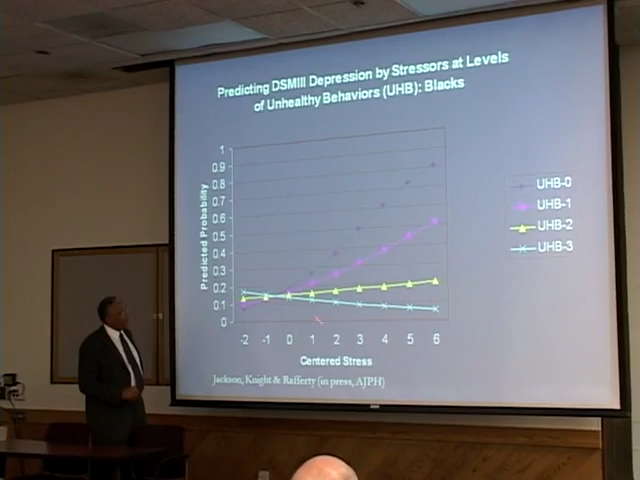 Predicting DSMIII Depression by Stressors at Levels
of Unhealthy Behaviors (UHB): Blacks
Predicted Probability
1
0.9
0.8
0.7
0.6
0.5
0.4
0.3
0.2
0.1
0
-2 -1 0 1 2 3 4 5 6
Centered Stress
UHB-0
UHB-1
UHB-2
UHB-3
Jackson, Knight & Rafferty (in press, AJPH)